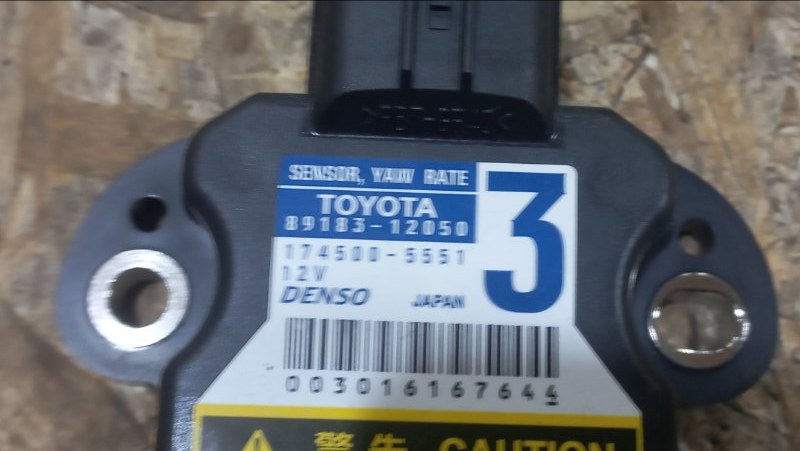 SENSOR, YAW RATE
TOYOTA
89183-12050
3
174500-5551
12V
DENSO JAPAN
003016167644
警告 CAUTION